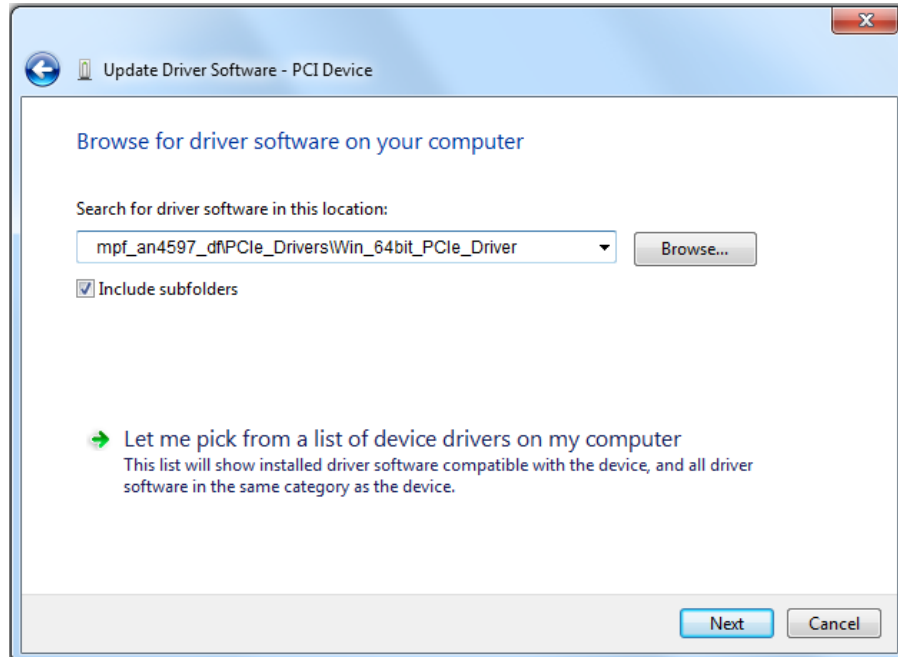 Update Driver Software - PCI Device
Browse for driver software on your computer
Search for driver software in this location:
mpf_an4597_df\PCIe_Drivers\Win_64bit_PCIe_Driver
Browse...
Include subfolders
Let me pick from a list of device drivers on my computer
This list will show installed driver software compatible with the device, and all driver
software in the same category as the device.
Next
Cancel